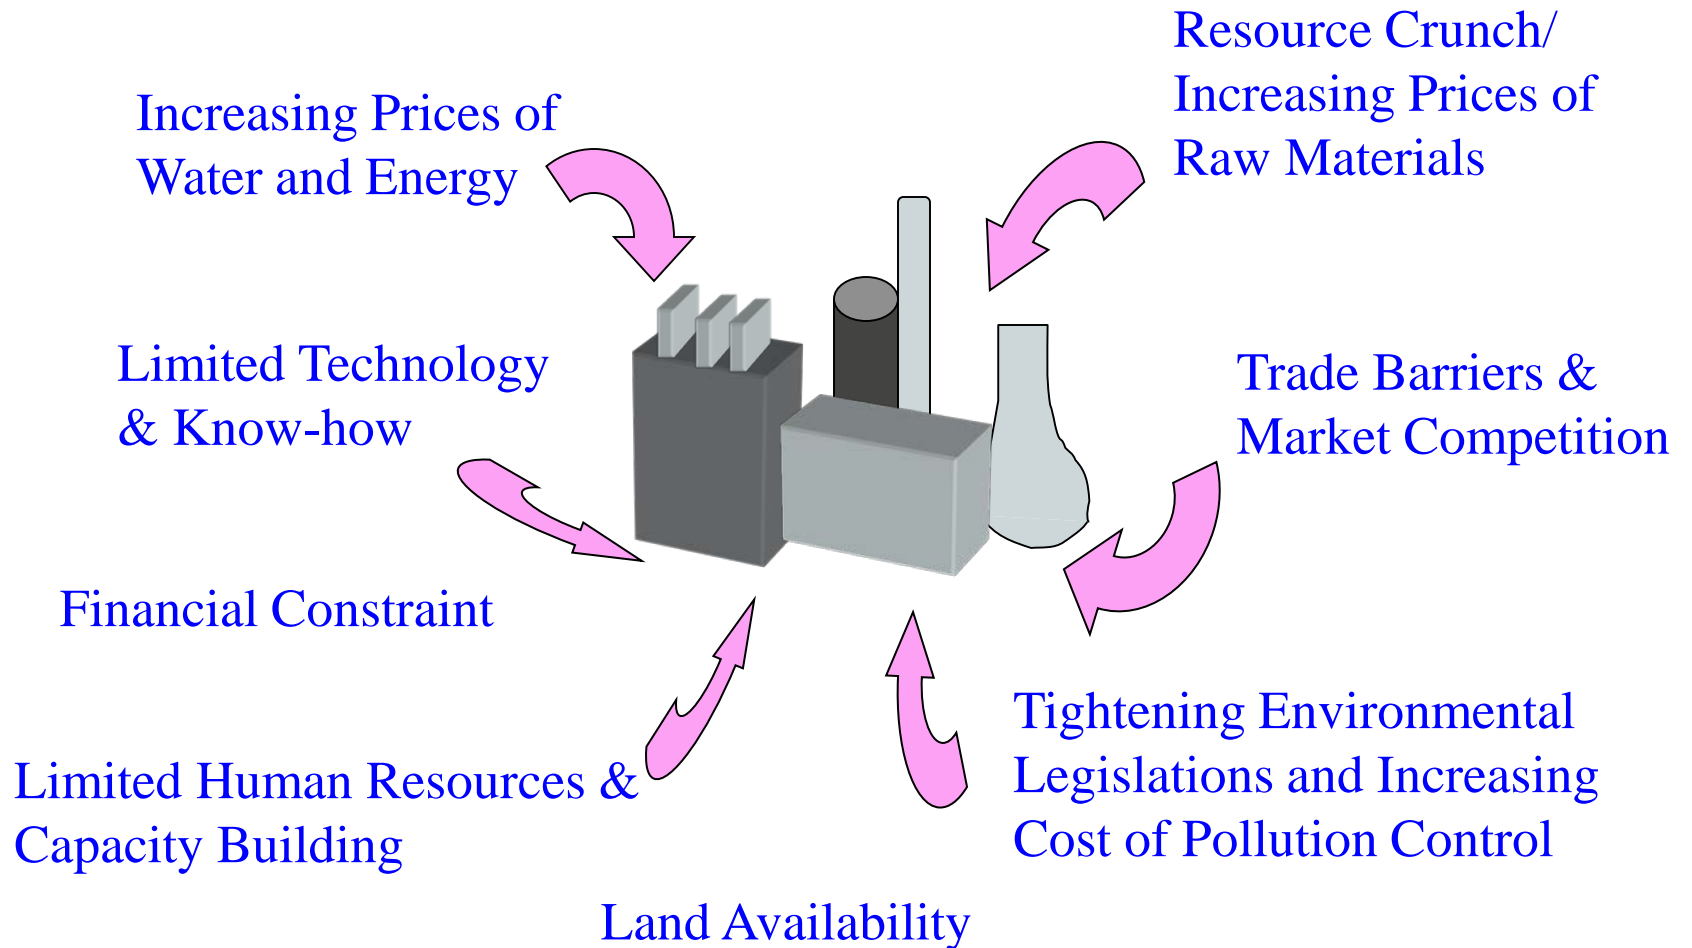 Resource Crunch/
Increasing Prices of
Raw Materials
Increasing Prices of
Water and Energy
Limited Technology
& Know-how
Trade Barriers &
Market Competition
Financial Constraint
Tightening Environmental
Legislations and Increasing
Cost of Pollution Control
Limited Human Resources &
Capacity Building
Land Availability